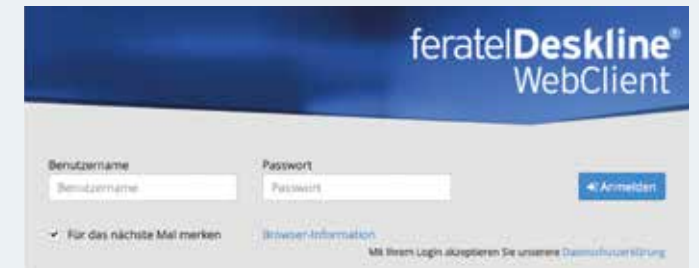 feratelDeskline®
WebClient
Benutzername
Passwort
Benutzername
Passwort
Anmelden
✓ Für das nächste Mal merken
Browser-Information
Mit Ihrem Login akzeptieren Sie unserere Datenschutzerklärung